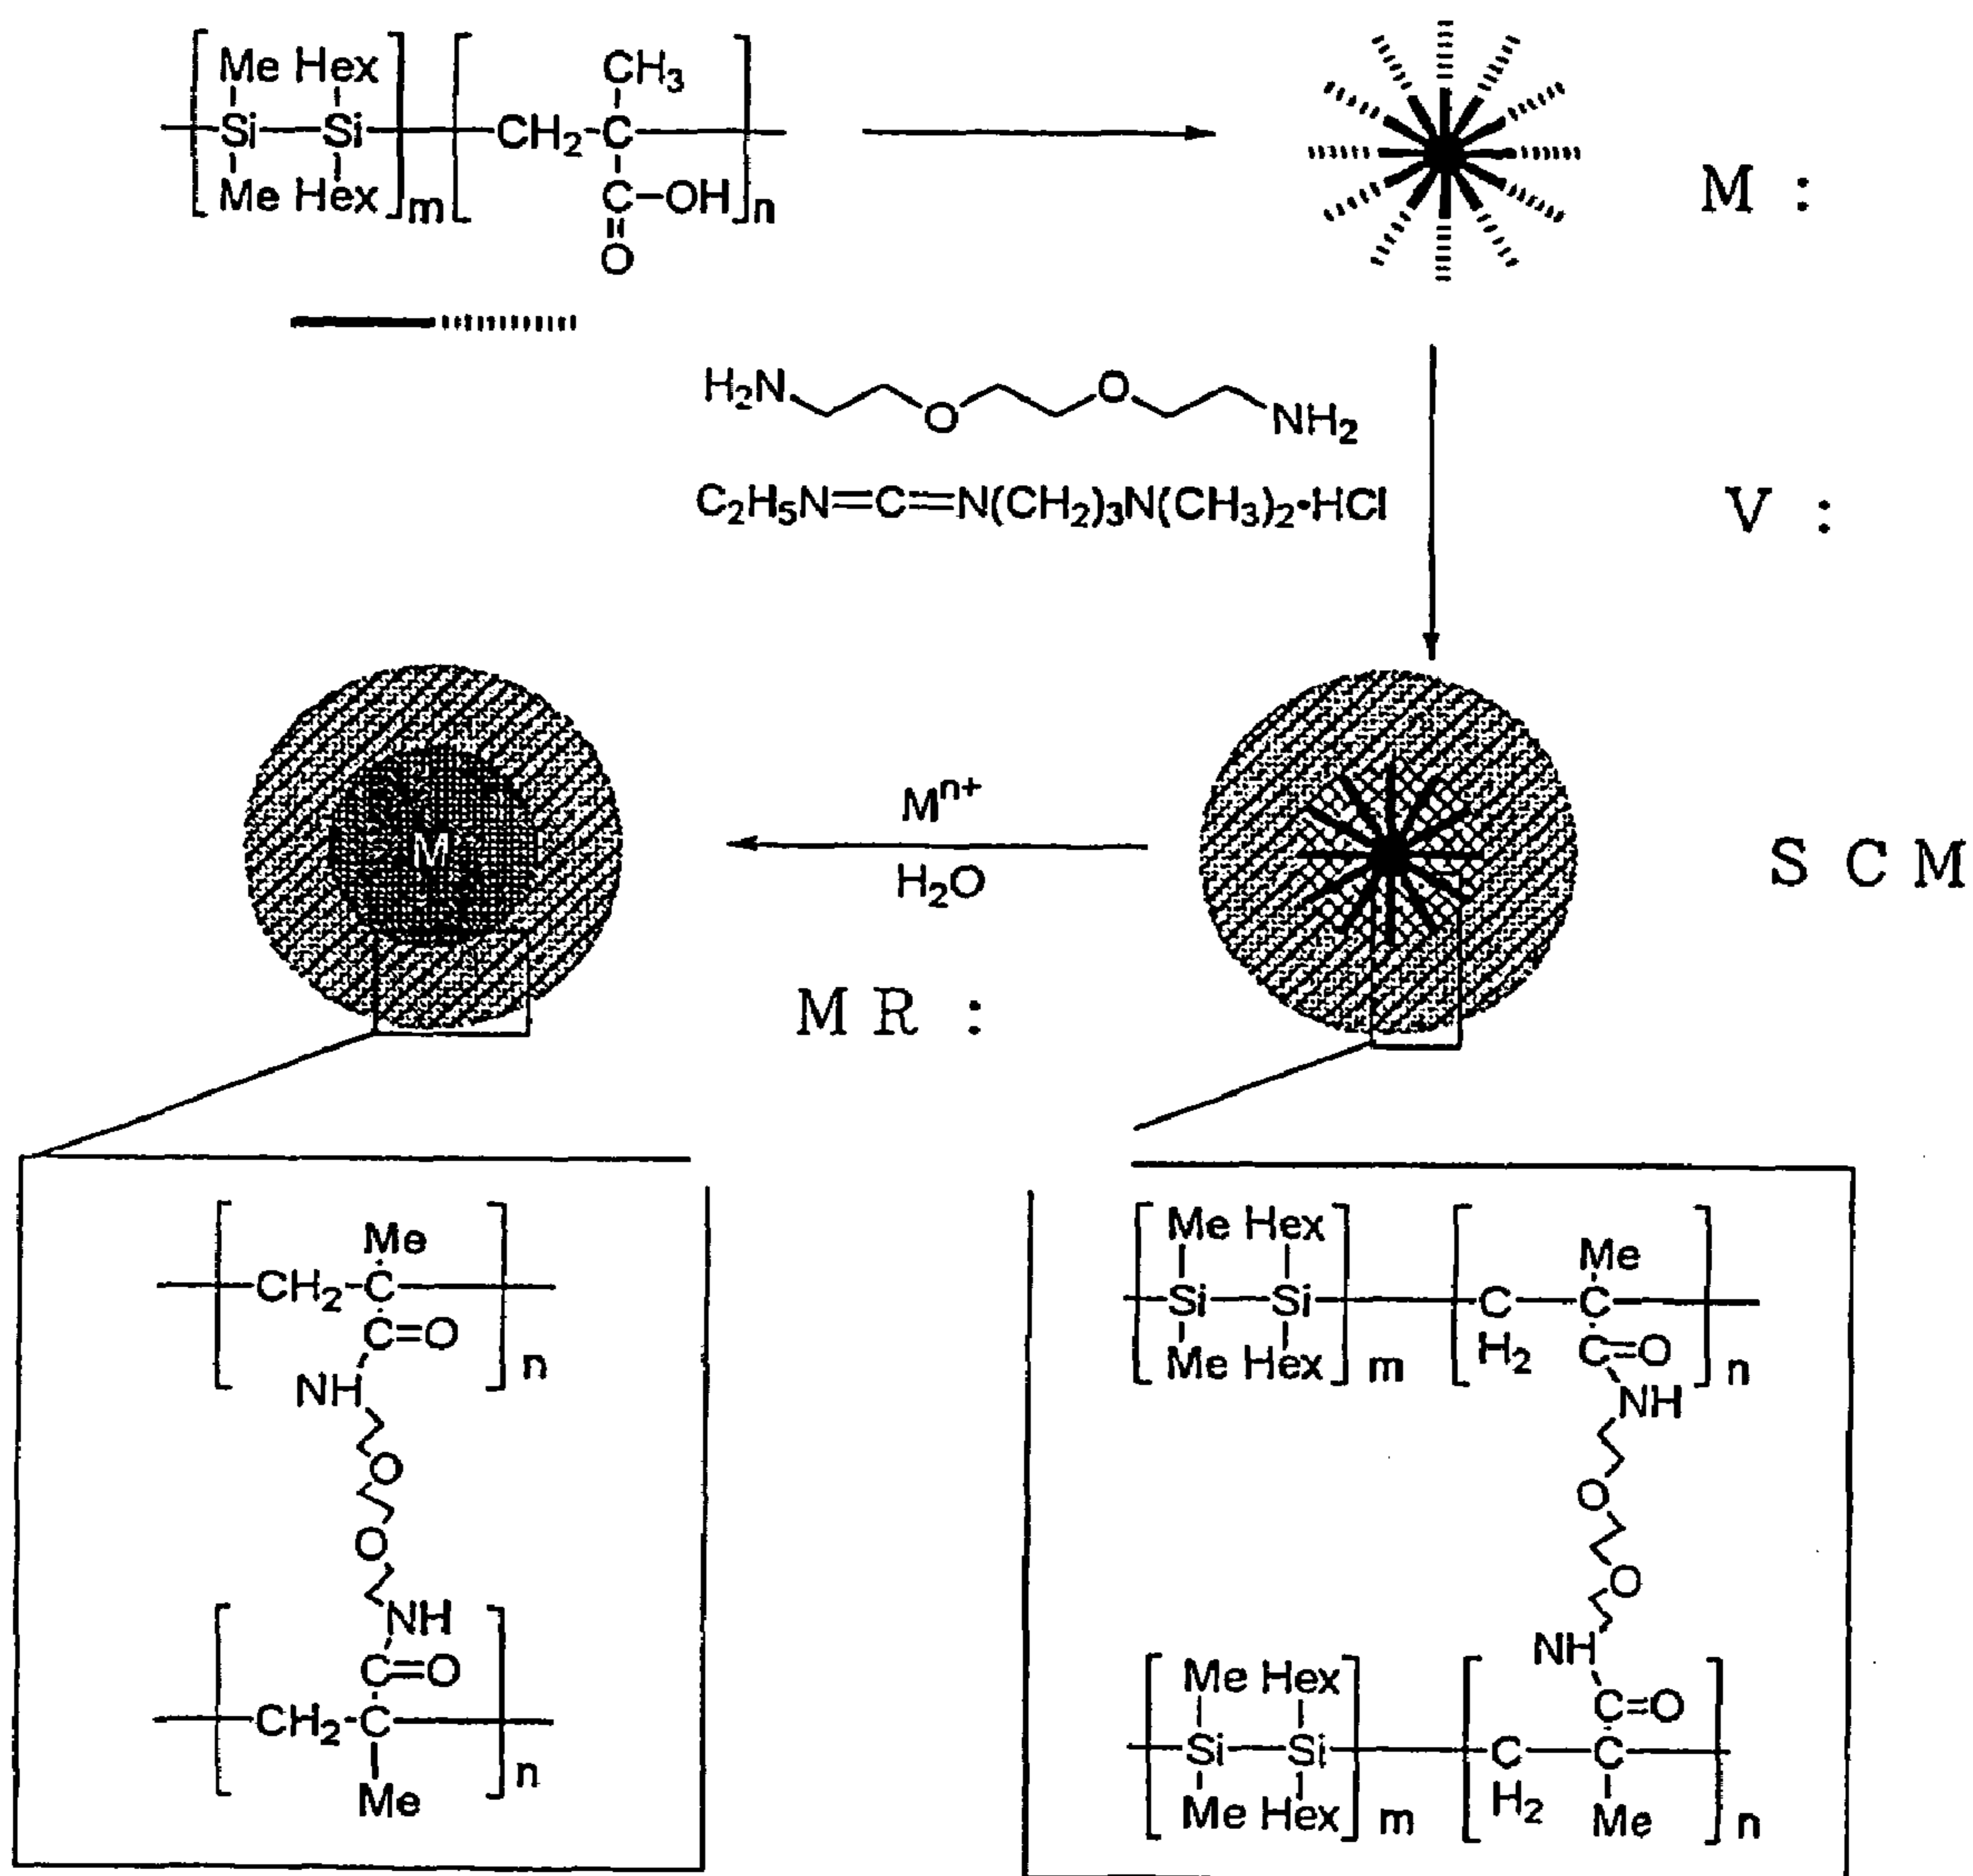 Me Hex
CH₃
Si Si m CH₂ C n
Me Hex
C OH
O
M :
H₂N O O NH₂
C₂H₅N=C=N(CH₂)₃N(CH₃)₂•HCl
V :
M
Mⁿ⁺
H₂O
SCM
MR :
Me
CH₂ C
C=O n
NH
O
O
NH
C=O
CH₂ C n
Me
Me Hex
Me
Si Si C C
Me Hex m H₂ C=O n
NH
O
O
NH
Me Hex
C=O
Si Si C C
Me Hex m H₂ Me n